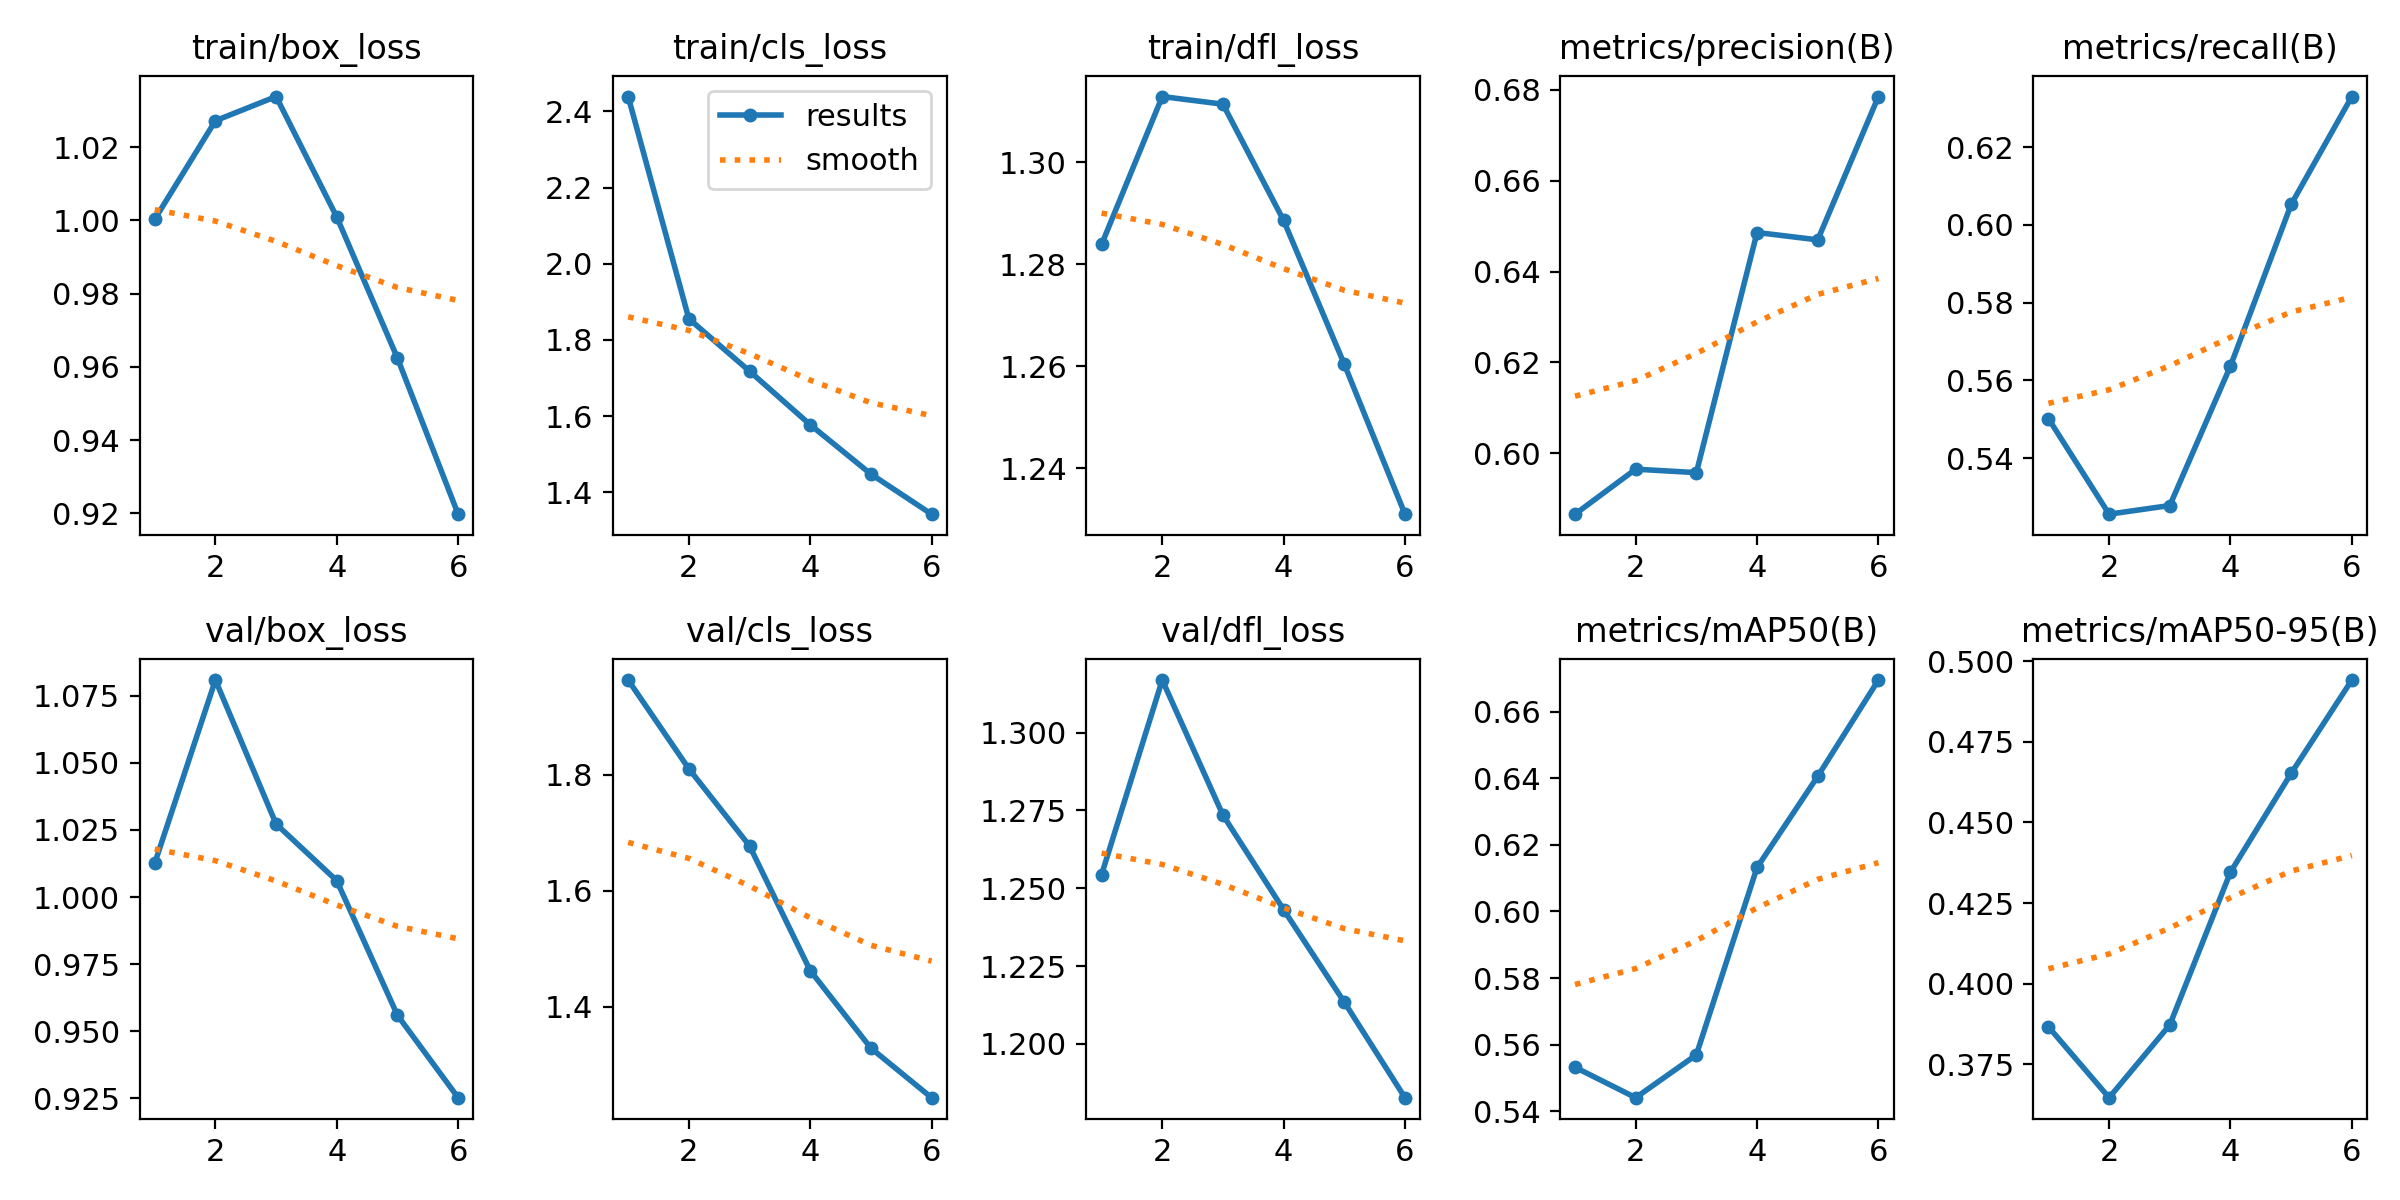 train/box_loss
1.02
1.00
0.98
0.96
0.94
0.92
2 4 6
train/cls_loss
results
smooth
2.4
2.2
2.0
1.8
1.6
1.4
2 4 6
train/dfl_loss
1.30
1.28
1.26
1.24
2 4 6
metrics/precision(B)
0.68
0.66
0.64
0.62
0.60
2 4 6
metrics/recall(B)
0.62
0.60
0.58
0.56
0.54
2 4 6
val/box_loss
1.075
1.050
1.025
1.000
0.975
0.950
0.925
2 4 6
val/cls_loss
1.8
1.6
1.4
2 4 6
val/dfl_loss
1.300
1.275
1.250
1.225
1.200
2 4 6
metrics/mAP50(B)
0.66
0.64
0.62
0.60
0.58
0.56
0.54
2 4 6
metrics/mAP50-95(B)
0.500
0.475
0.450
0.425
0.400
0.375
2 4 6